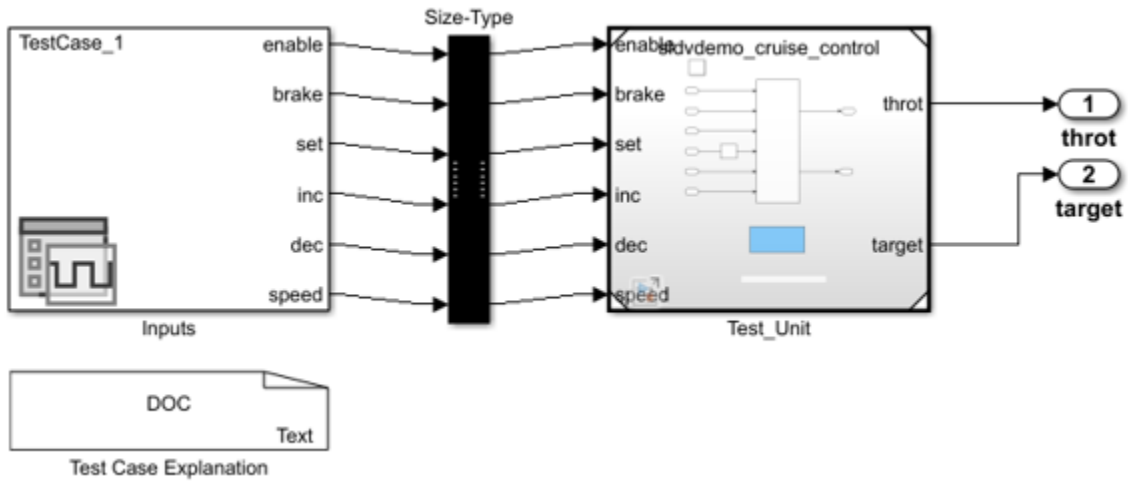 Size-Type
TestCase_1
enable
brake
set
inc
dec
speed
Inputs
enable
sldvdemo_cruise_control
brake
set
inc
dec
speed
throt
target
Test_Unit
1
throt
2
target
DOC
Text
Test Case Explanation